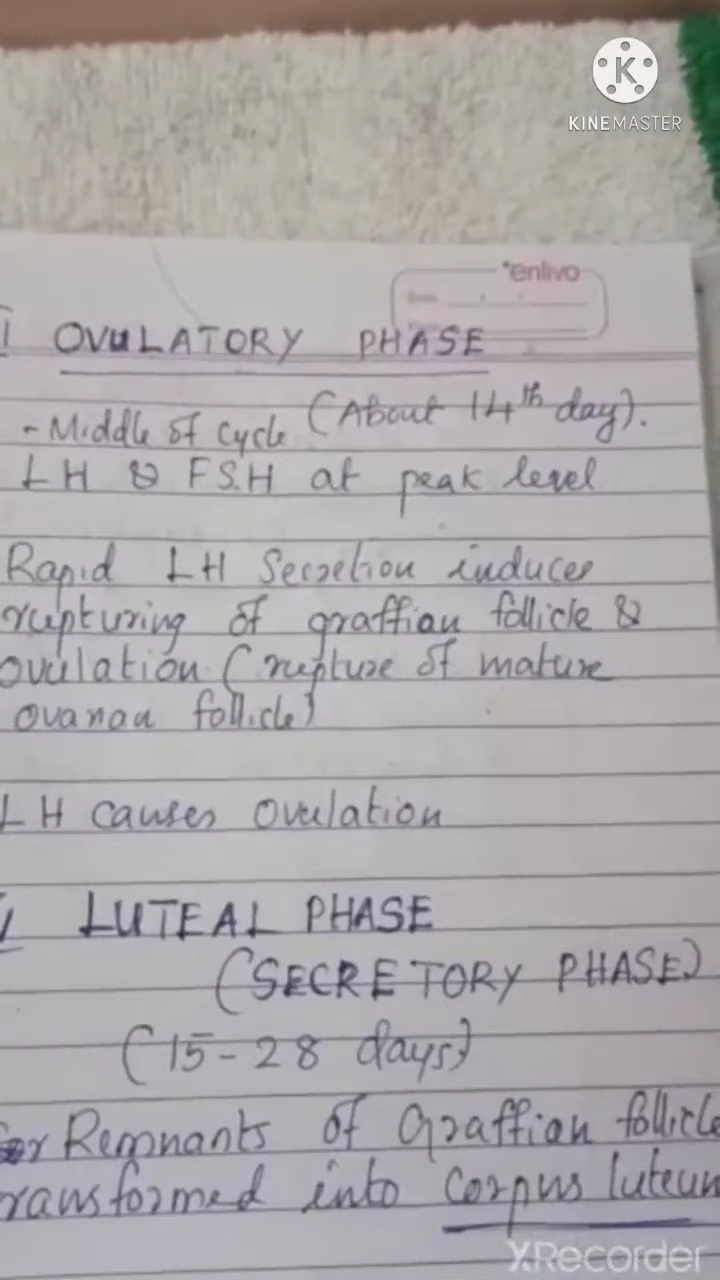 KINEMASTER
enlivo
OVULATORY PHASE
- Middle of Cycle (About 14th day).
LH & FSH at peak level
Rapid LH Secretion induces
rupturing of graffian follicle &
ovulation (rupture of mature
ovarian follicle)
LH causes ovulation
LUTEAL PHASE
(SECRETORY PHASE)
(15-28 days)
Remnants of Graffian follicle
transformed into corpus luteum
XRecorder